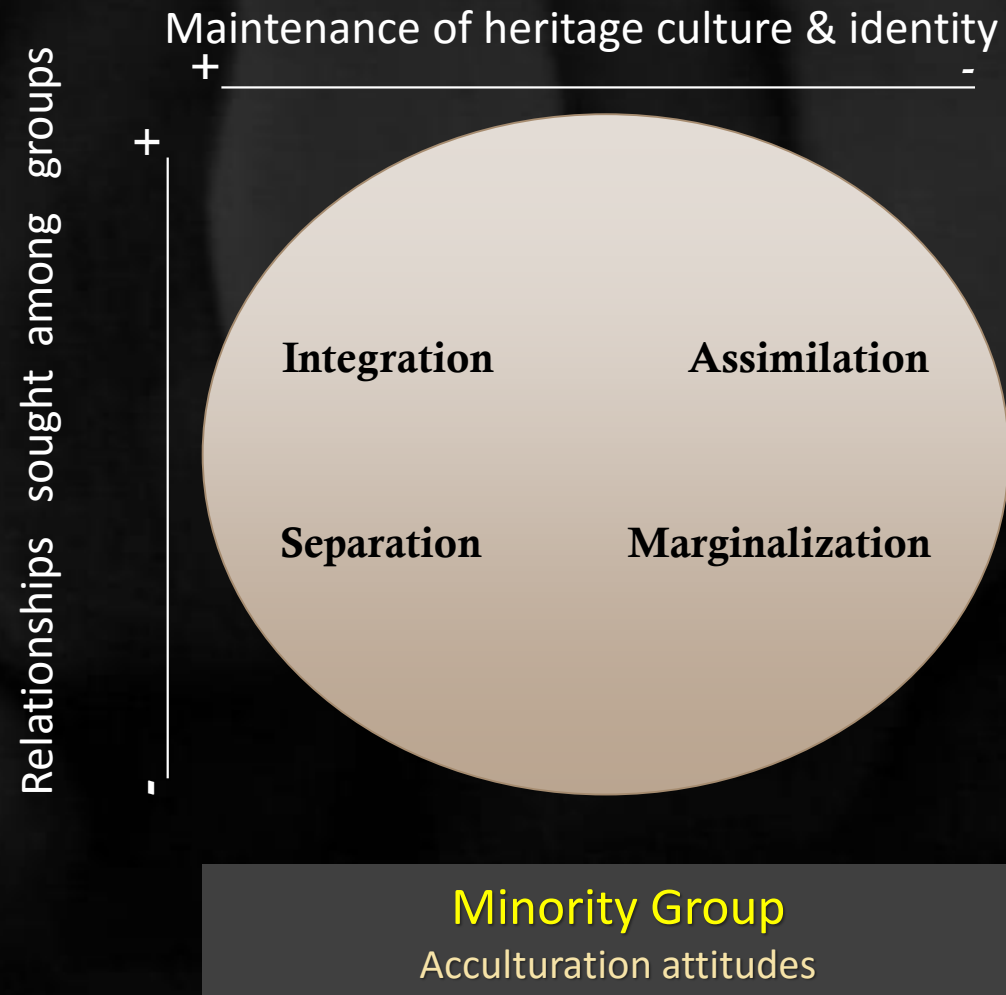 Maintenance of heritage culture & identity
+ -
+
Relationships sought among groups
Integration Assimilation
Separation Marginalization
-
Minority Group
Acculturation attitudes